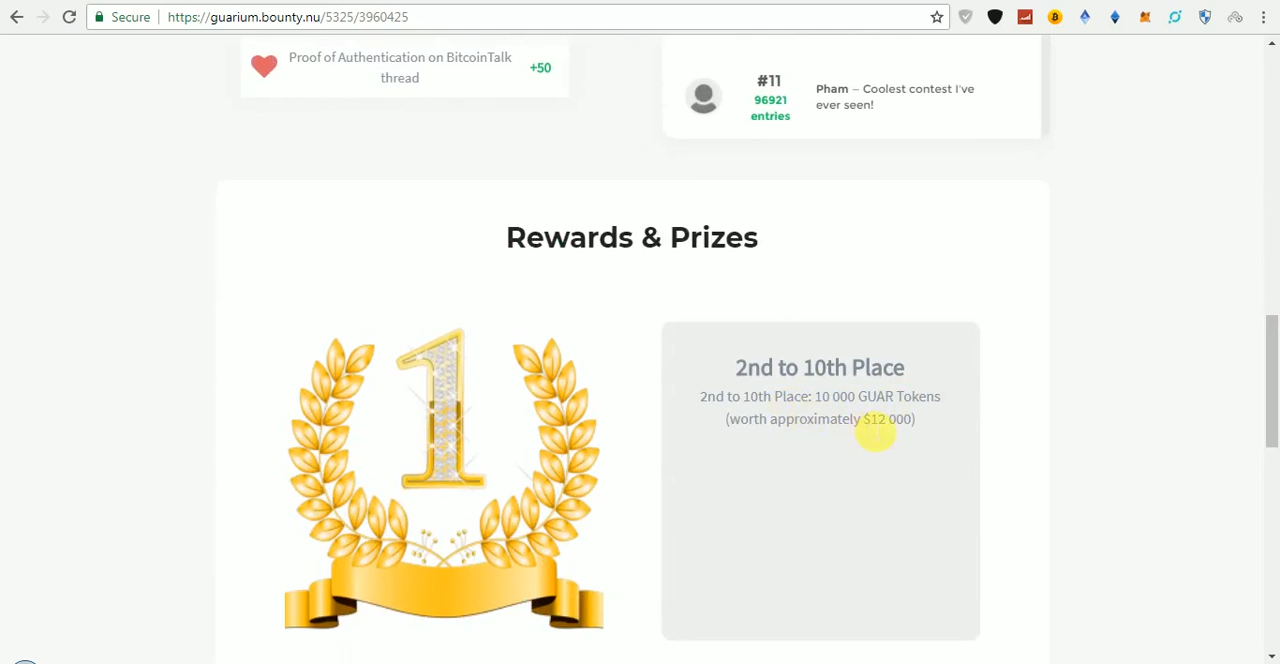 Secure
https://guarium.bounty.nu/5325/3960425
Proof of Authentication on BitcoinTalk
thread
+50
#11
96921
entries
Pham – Coolest contest I've
ever seen!
Rewards & Prizes
1
2nd to 10th Place
2nd to 10th Place: 10 000 GUAR Tokens
(worth approximately $12 000)